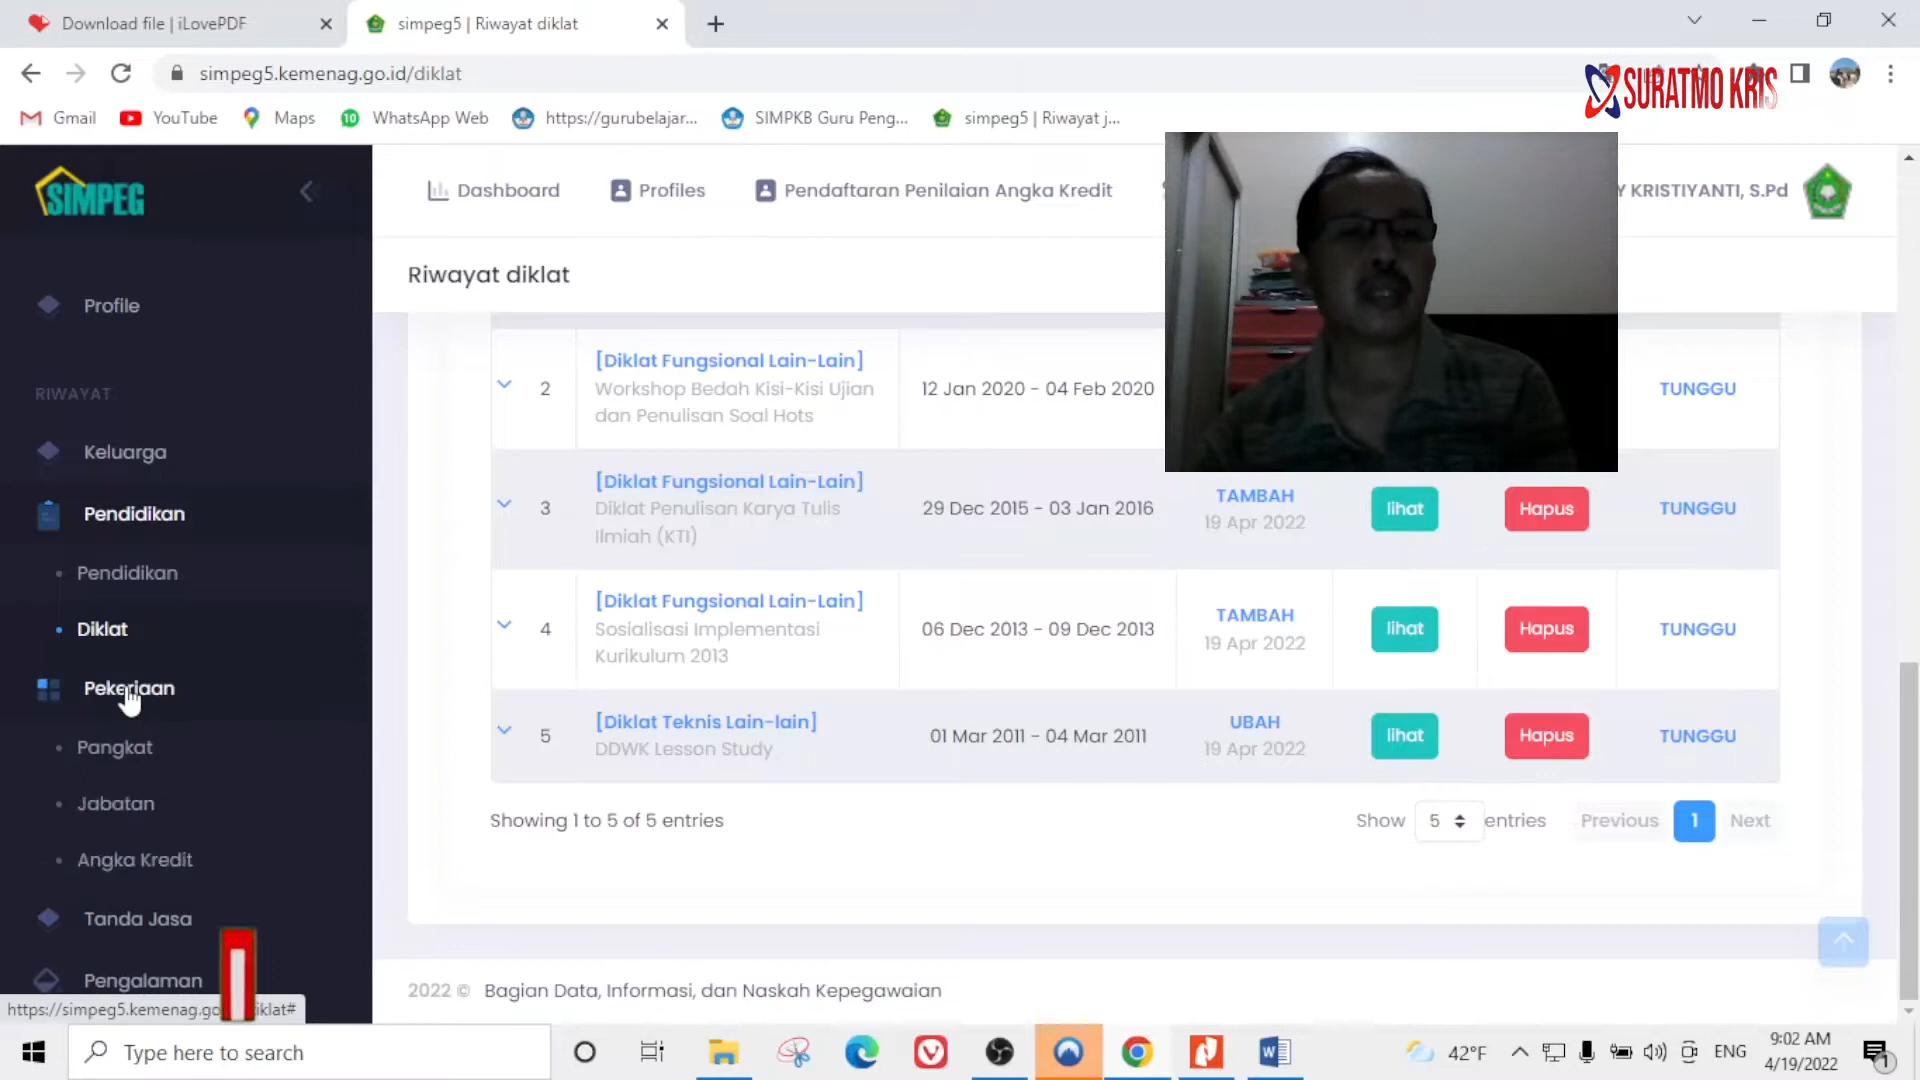 Download file | iLovePDF
simpeg5 | Riwayat diklat
simpeg5.kemenag.go.id/diklat
SURATMO KRIS
Gmail
YouTube
Maps
WhatsApp Web
https://gurubelajar...
SIMPKB Guru Peng...
simpeg5 | Riwayat j...
SIMPEG
Dashboard
Profiles
Pendaftaran Penilaian Angka Kredit
Y KRISTIYANTI, S.Pd
Riwayat diklat
Profile
RIWAYAT
Keluarga
Pendidikan
Pendidikan
Diklat
Pekerjaan
Pangkat
Jabatan
Angka Kredit
Tanda Jasa
Pengalaman
2
[Diklat Fungsional Lain-Lain]
Workshop Bedah Kisi-Kisi Ujian
dan Penulisan Soal Hots
12 Jan 2020 - 04 Feb 2020
TUNGGU
3
[Diklat Fungsional Lain-Lain]
Diklat Penulisan Karya Tulis
Ilmiah (KTI)
29 Dec 2015 - 03 Jan 2016
TAMBAH
19 Apr 2022
lihat
Hapus
TUNGGU
4
[Diklat Fungsional Lain-Lain]
Sosialisasi Implementasi
Kurikulum 2013
06 Dec 2013 - 09 Dec 2013
TAMBAH
19 Apr 2022
lihat
Hapus
TUNGGU
5
[Diklat Teknis Lain-lain]
DDWK Lesson Study
01 Mar 2011 - 04 Mar 2011
UBAH
19 Apr 2022
lihat
Hapus
TUNGGU
Showing 1 to 5 of 5 entries
Show 5 entries
Previous 1 Next
2022 © Bagian Data, Informasi, dan Naskah Kepegawaian
https://simpeg5.kemenag.go iklat#
Type here to search
42°F
ENG
9:02 AM
4/19/2022
1